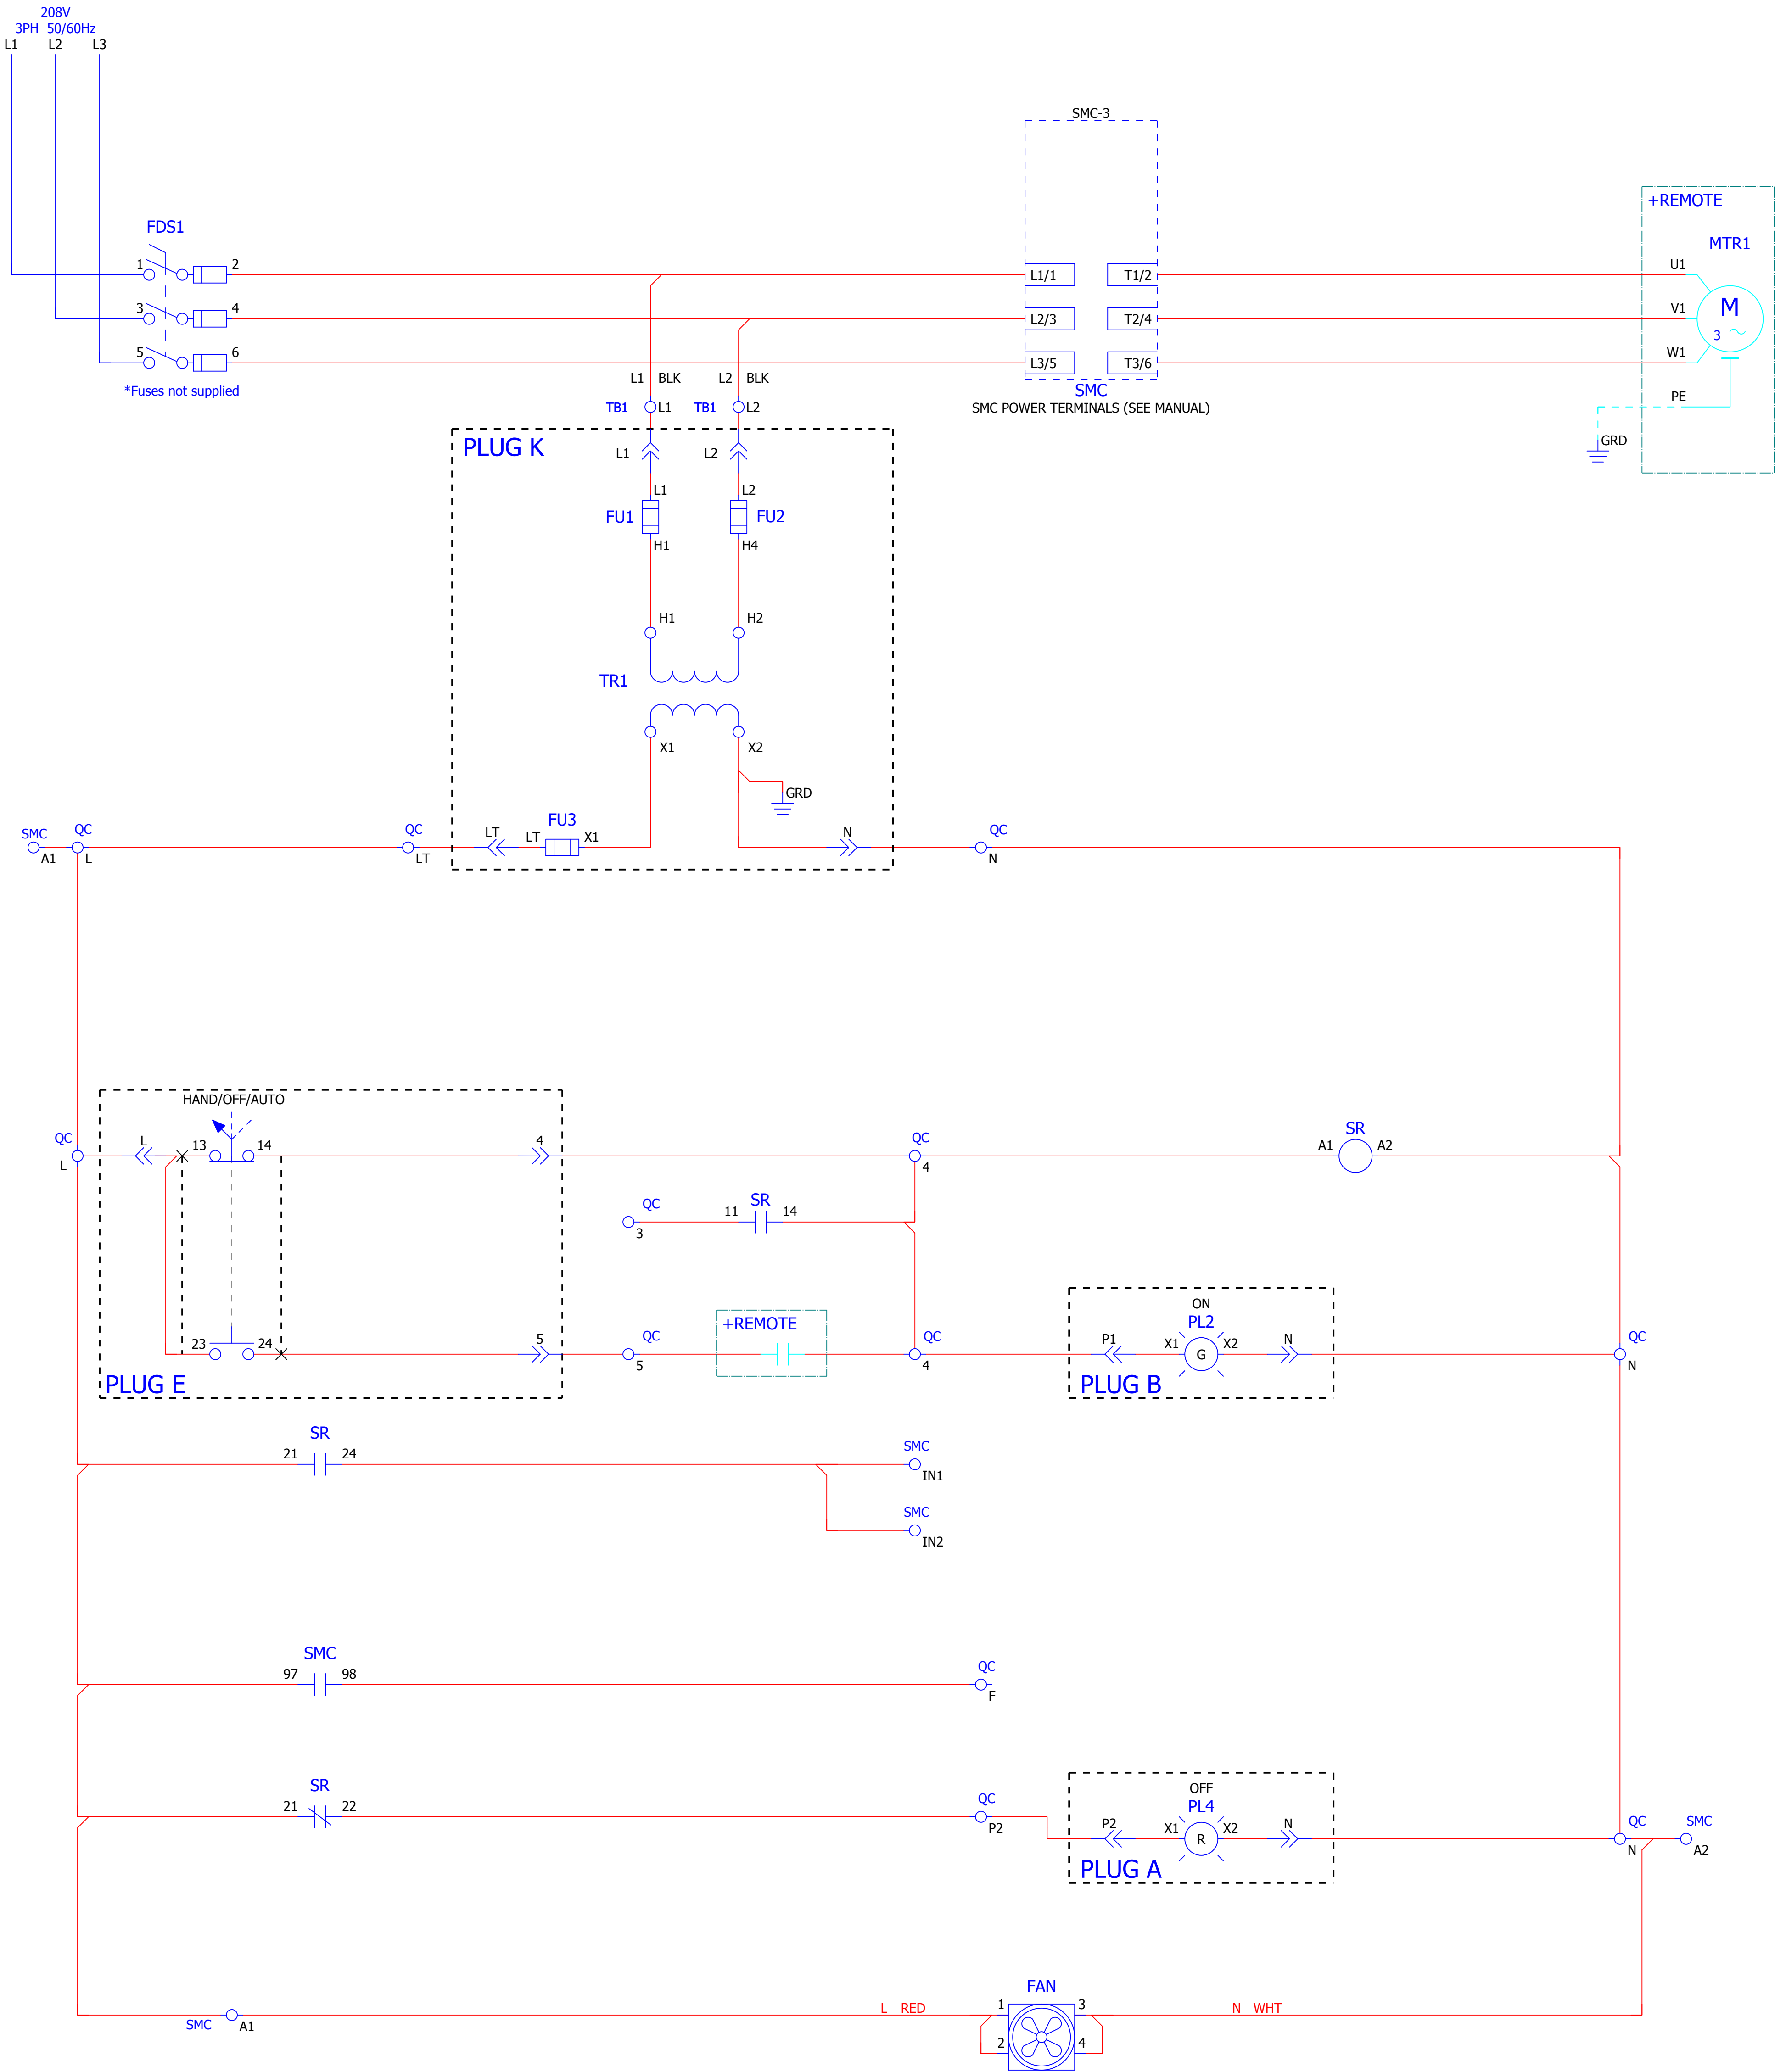 208V
3PH 50/60Hz
L1 L2 L3
SMC-3
+REMOTE
MTR1
FDS1
1 2 L1/1 T1/2 U1
3 4 L2/3 T2/4 V1 M
3
5 6 L3/5 T3/6 W1
*Fuses not supplied
L1 BLK L2 BLK
SMC
TB1 L1 TB1 L2
SMC POWER TERMINALS (SEE MANUAL)
PE
GRD
PLUG K
L1 L2
L1 L2
FU1 FU2
H1 H4
H1 H2
TR1
X1 X2
GRD
SMC QC QC LT LT FU3 X1 N QC
A1 L LT N
HAND/OFF/AUTO
QC L 13 14 4 QC SR
L 4 A1 A2
QC 11 SR 14
3
+REMOTE
ON
PL2
23 24 5 QC QC P1 X1 G X2 N QC
5 4 N
PLUG E PLUG B
SR
21 24 SMC
IN1
SMC
IN2
SMC
97 98 QC
F
SR
21 22 QC
P2
OFF
PL4
P2 X1 R X2 N QC SMC
N A2
PLUG A
FAN
L RED 1 3 N WHT
SMC A1
2 4